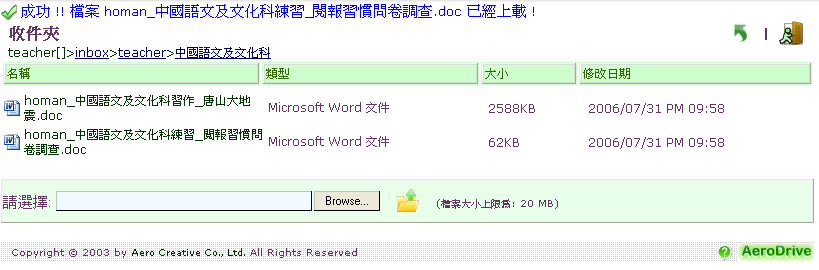 成功 !! 檔案 homan_中國語文及文化科練習_閱報習慣問卷調查.doc 已經上載 !
收件夾
teacher[]>inbox>teacher>中國語文及文化科
名稱 類型 大小 修改日期
homan_中國語文及文化科習作_唐山大地
震.doc
Microsoft Word 文件 2588KB 2006/07/31 PM 09:58
homan_中國語文及文化科練習_閱報習慣問
卷調查.doc
Microsoft Word 文件 62KB 2006/07/31 PM 09:58
請選擇: Browse... (檔案大小上限為: 20 MB)
Copyright © 2003 by Aero Creative Co., Ltd. All Rights Reserved ? AeroDrive